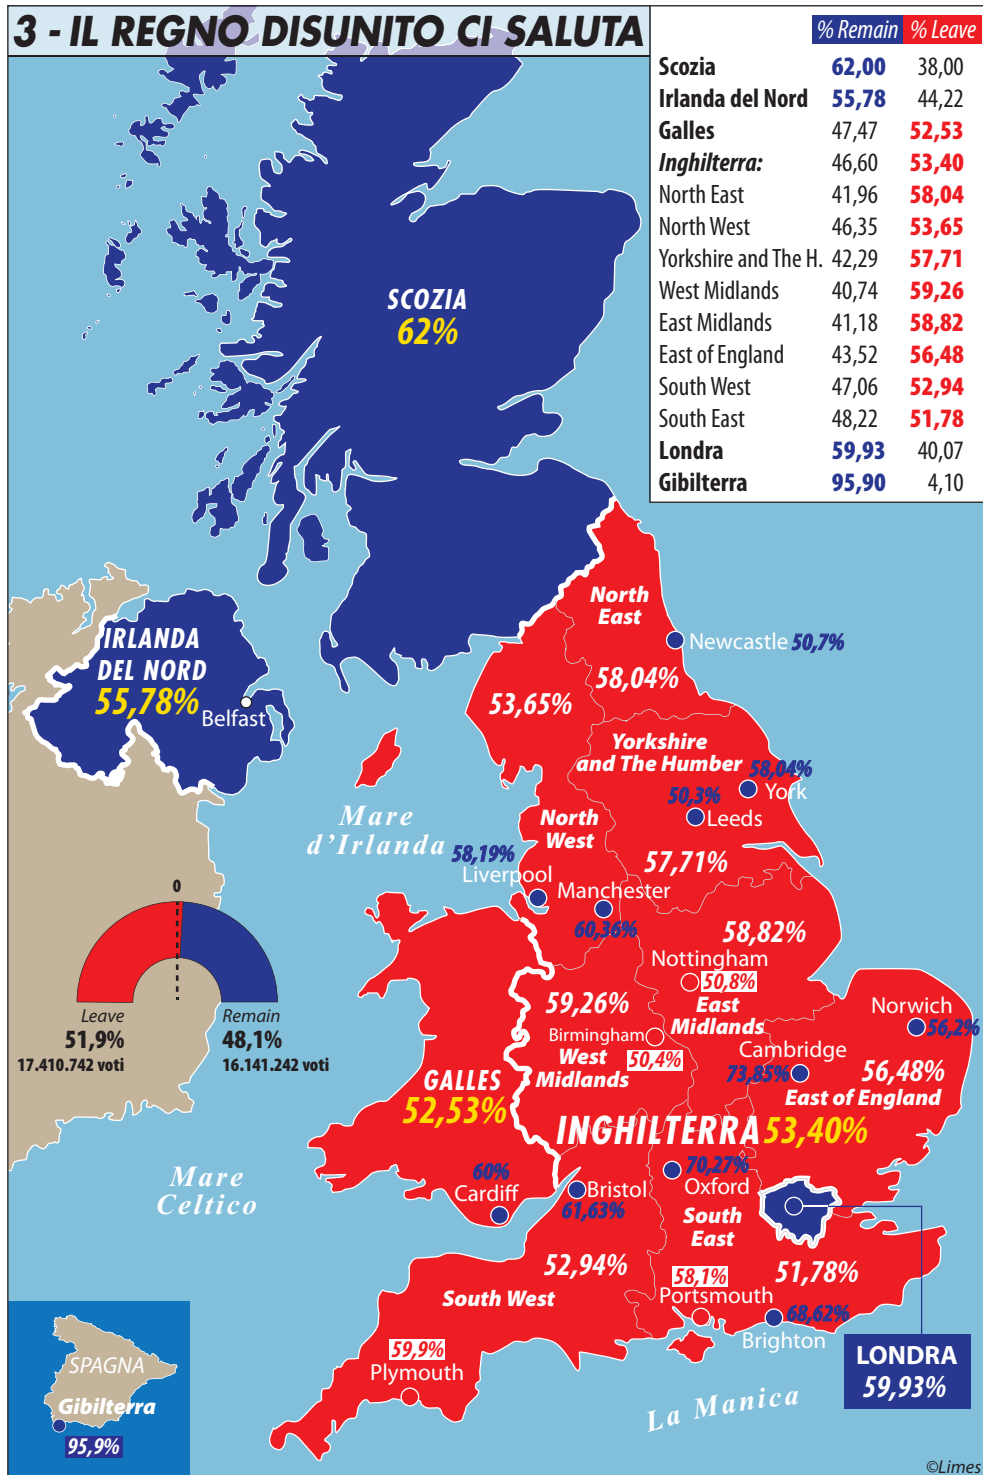 3 - IL REGNO DISUNITO CI SALUTA
% Remain % Leave
Scozia 62,00 38,00
Irlanda del Nord 55,78 44,22
Galles 47,47 52,53
Inghilterra: 46,60 53,40
North East 41,96 58,04
North West 46,35 53,65
Yorkshire and The H. 42,29 57,71
West Midlands 40,74 59,26
East Midlands 41,18 58,82
East of England 43,52 56,48
South West 47,06 52,94
South East 48,22 51,78
Londra 59,93 40,07
Gibilterra 95,90 4,10
SCOZIA
62%
North
East
Newcastle 50,7%
58,04%
IRLANDA
DEL NORD
55,78%
Belfast
53,65%
Yorkshire
and The Humber
58,04%
York
50,3%
Leeds
Mare
d'Irlanda
North
West
57,71%
58,19%
Liverpool
Manchester
60,36%
58,82%
0
Leave
51,9%
17.410.742 voti
Remain
48,1%
16.141.242 voti
Nottingham
50,8%
East
Midlands
59,26%
Birmingham
50,4%
West
Midlands
Norwich
56,2%
Cambridge
73,85%
56,48%
East of England
GALLES
52,53%
INGHILTERRA 53,40%
Mare
Celtico
60%
Cardiff
Bristol
61,63%
70,27%
Oxford
South
East
52,94%
South West
51,78%
58,1%
Portsmouth
68,62%
Brighton
59,9%
Plymouth
LONDRA
59,93%
La Manica
SPAGNA
Gibilterra
95,9%
©Limes